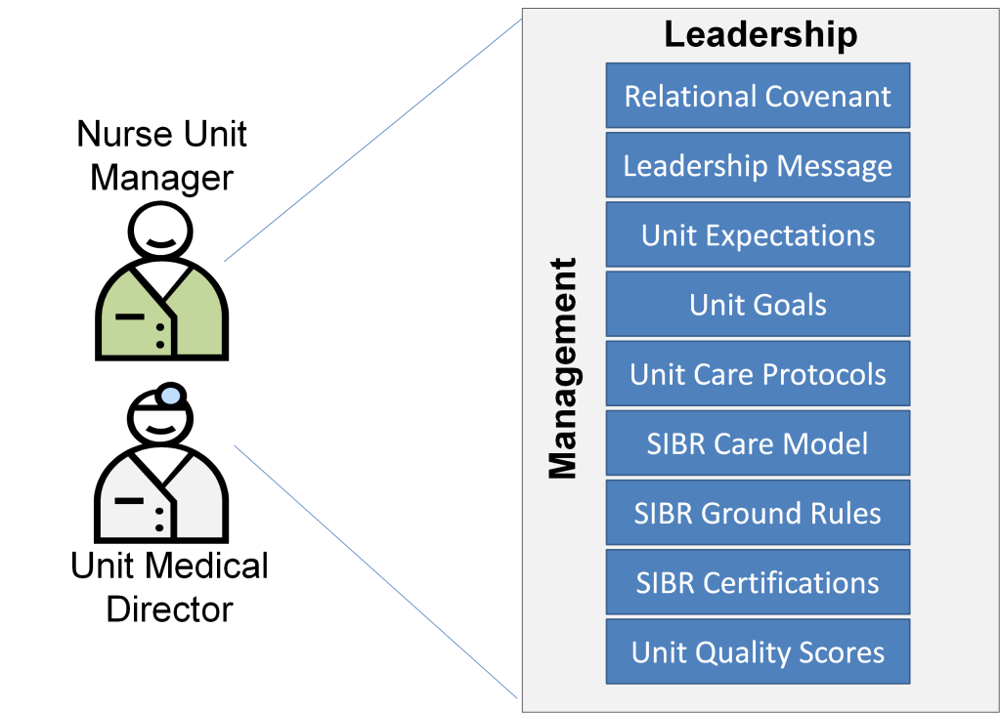 Nurse Unit
Manager
Unit Medical
Director
Leadership
Management
Relational Covenant
Leadership Message
Unit Expectations
Unit Goals
Unit Care Protocols
SIBR Care Model
SIBR Ground Rules
SIBR Certifications
Unit Quality Scores